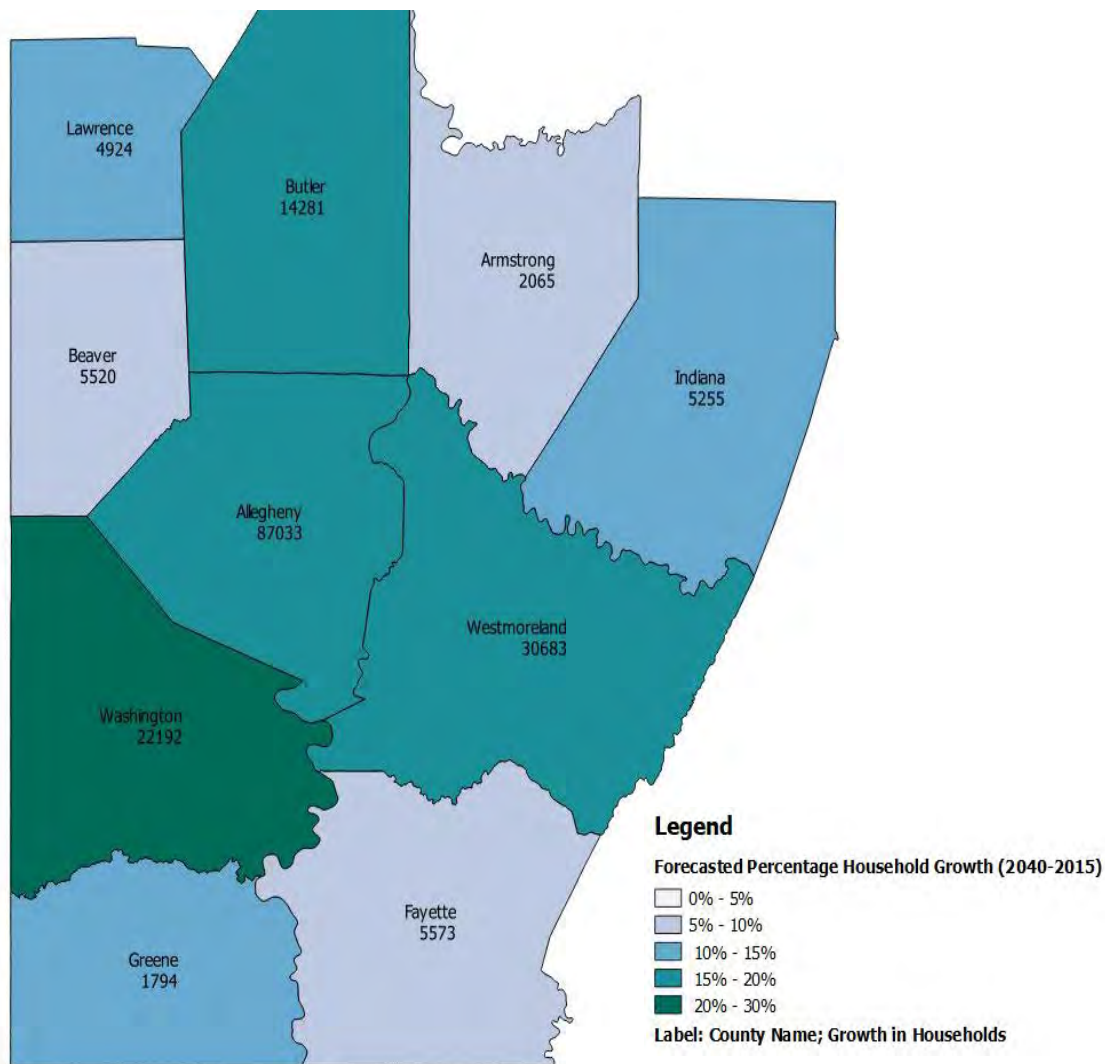 Lawrence
4924
Butler
14281
Armstrong
2065
Beaver
5520
Indiana
5255
Allegheny
87033
Westmoreland
30683
Washington
22192
Fayette
5573
Greene
1794
Legend
Forecasted Percentage Household Growth (2040-2015)
0% - 5%
5% - 10%
10% - 15%
15% - 20%
20% - 30%
Label: County Name; Growth in Households